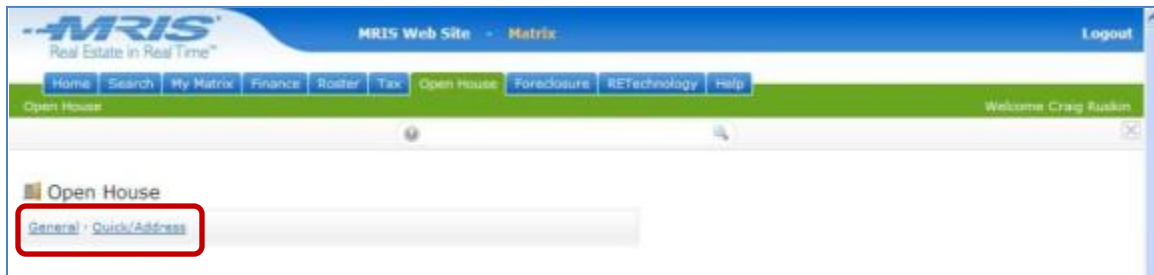 MRIS
MRIS Web Site - Matrix
Logout
Real Estate in Real Time™
Home Search My Matrix Finance Roster Tax Open House Foreclosure RETechnology Help
Open House
Welcome Craig Ruskin
Open House
General · Quick/Address